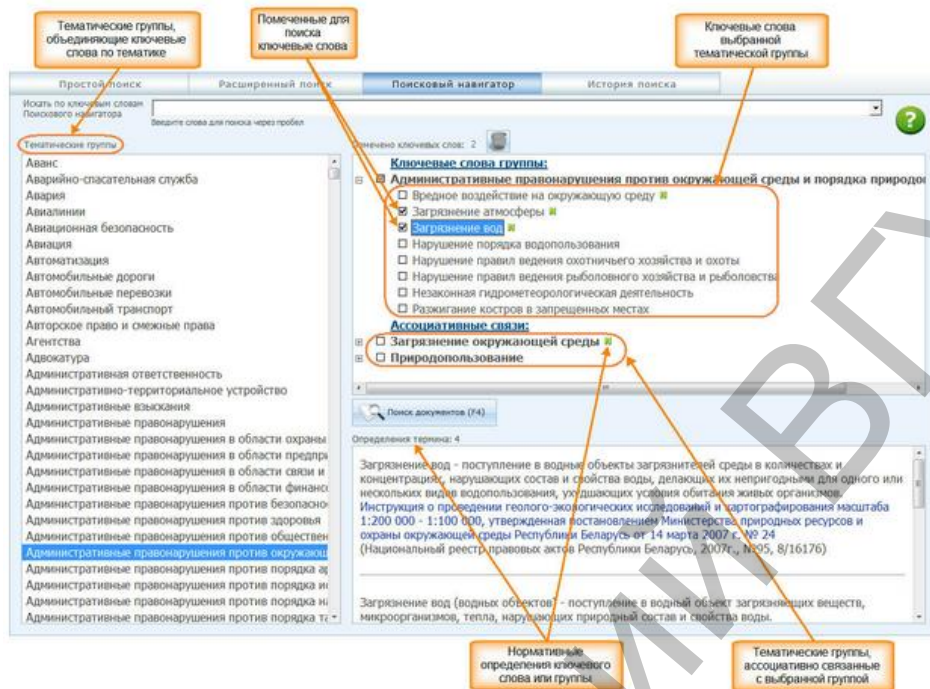 Тематические группы,
объединяющие ключевые
слова по тематике
Помеченные для
поиска
ключевые слова
Ключевые слова
выбранной
тематической группы
Простой поиск
Расширенный поиск
Поисковый навигатор
История поиска
Искать по ключевым словам
Поискового навигатора
Введите слова для поиска через пробел
?
Тематические группы
Аванс
Аварийно-спасательная служба
Авария
Авиалинии
Авиационная безопасность
Авиация
Автоматизация
Автомобильные дороги
Автомобильные перевозки
Автомобильный транспорт
Авторское право и смежные права
Агентства
Адвокатура
Административная ответственность
Административно-территориальное устройство
Административные взыскания
Административные правонарушения
Административные правонарушения в области охраны
Административные правонарушения в области предпри
Административные правонарушения в области связи и
Административные правонарушения в области финансо
Административные правонарушения против безопасно
Административные правонарушения против здоровья
Административные правонарушения против обществен
Административные правонарушения против окружающ
Административные правонарушения против порядка ар
Административные правонарушения против порядка ис
Административные правонарушения против порядка на
Административные правонарушения против порядка та
Помечено ключевых слов: 2
Ключевые слова группы:
Административные правонарушения против окружающей среды и порядка природо
Вредное воздействие на окружающую среду
Загрязнение атмосферы
Загрязнение вод
Нарушение порядка водопользования
Нарушение правил ведения охотничьего хозяйства и охоты
Нарушение правил ведения рыболовного хозяйства и рыболовства
Незаконная гидрометеорологическая деятельность
Разжигание костров в запрещенных местах
Ассоциативные связи:
Загрязнение окружающей среды
Природопользование
Поиск документов (F4)
Определения термина: 4
Загрязнение вод - поступление в водные объекты загрязнителей среды в количествах и
концентрациях, нарушающих состав и свойства воды, делающих их непригодными для одного или
нескольких видов водопользования, ухудшающих условия обитания живых организмов.
Инструкция о проведении геолого-экологических исследований и картографирования масштаба
1:200 000 - 1:100 000, утвержденная постановлением Министерства природных ресурсов и
охраны окружающей среды Республики Беларусь от 14 марта 2007 г. № 24
(Национальный реестр правовых актов Республики Беларусь, 2007г., №95, 8/16176)
Загрязнение вод (водных объектов) - поступление в водный объект загрязняющих веществ,
микроорганизмов, тепла, нарушающих природный состав и свойства воды.
Нормативные
определения ключевого
слова или группы
Тематические группы,
ассоциативно связанные
с выбранной группой
МИ ВГУ